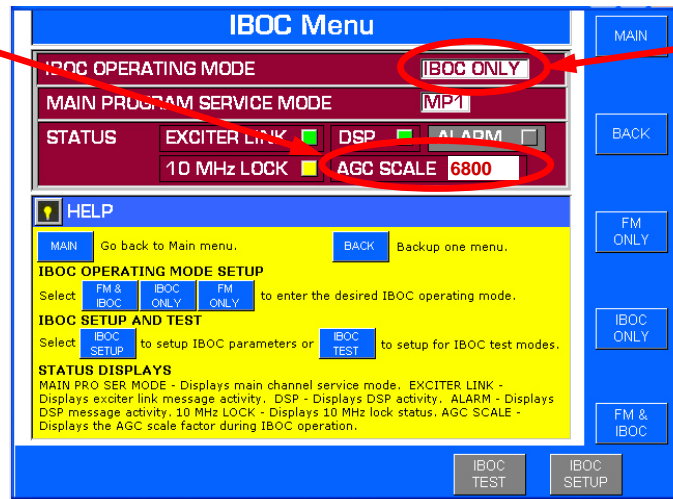 IBOC Menu
IBOC OPERATING MODE IBOC ONLY
MAIN PROGRAM SERVICE MODE MP1
STATUS EXCITER LINK DSP ALARM
10 MHz LOCK AGC SCALE 6800
HELP
MAIN Go back to Main menu. BACK Backup one menu.
IBOC OPERATING MODE SETUP
Select FM & IBOC IBOC ONLY FM ONLY to enter the desired IBOC operating mode.
IBOC SETUP AND TEST
Select IBOC SETUP to setup IBOC parameters or IBOC TEST to setup for IBOC test modes.
STATUS DISPLAYS
MAIN PRO SER MODE - Displays main channel service mode. EXCITER LINK -
Displays exciter link message activity. DSP - Displays DSP activity. ALARM - Displays
DSP message activity. 10 MHz LOCK - Displays 10 MHz lock status. AGC SCALE -
Displays the AGC scale factor during IBOC operation.
MAIN
BACK
FM
ONLY
IBOC
ONLY
FM &
IBOC
IBOC
TEST
IBOC
SETUP